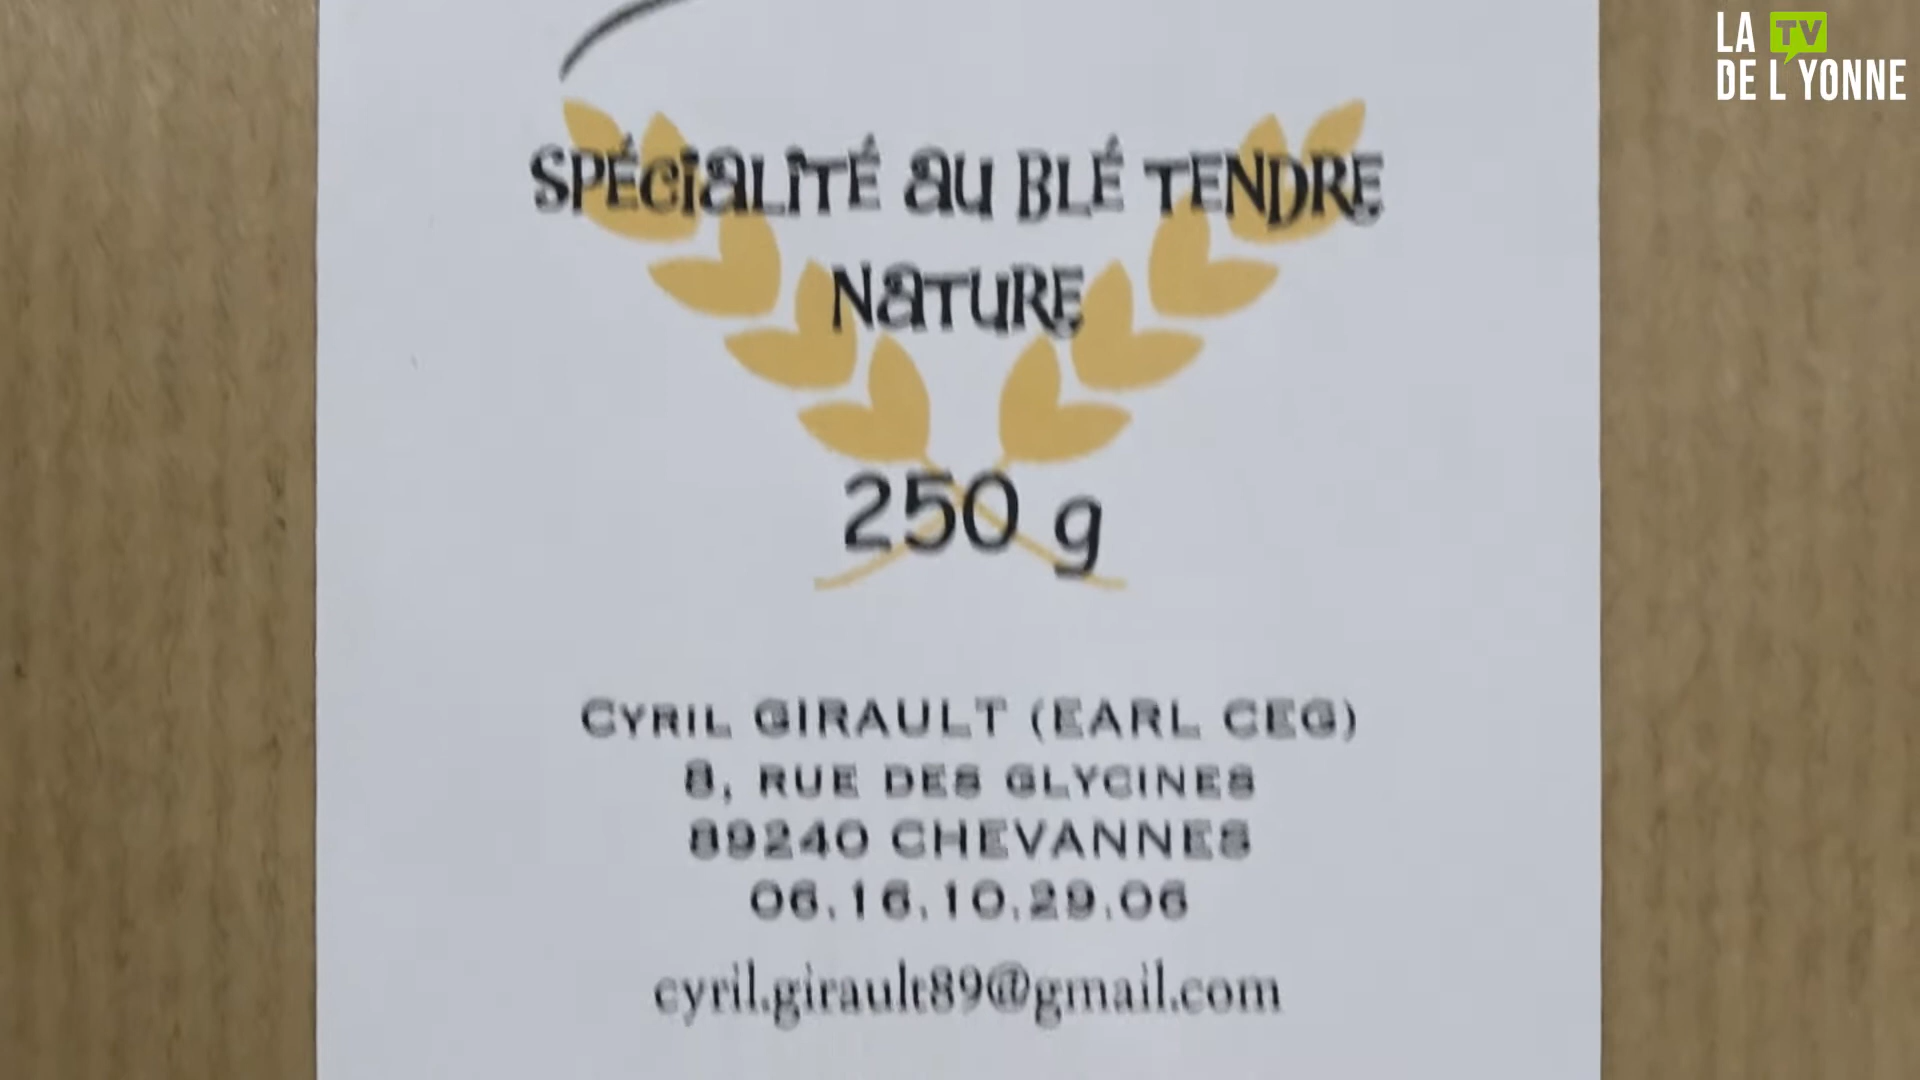 LA TV
DE L'YONNE
SPÉCIALITÉ AU BLÉ TENDRE
NATURE
250 g
CYRIL GIRAULT (EARL CEG)
8, RUE DES GLYCINES
89240 CHEVANNES
06.16.10.29.06
cyril.girault89@gmail.com